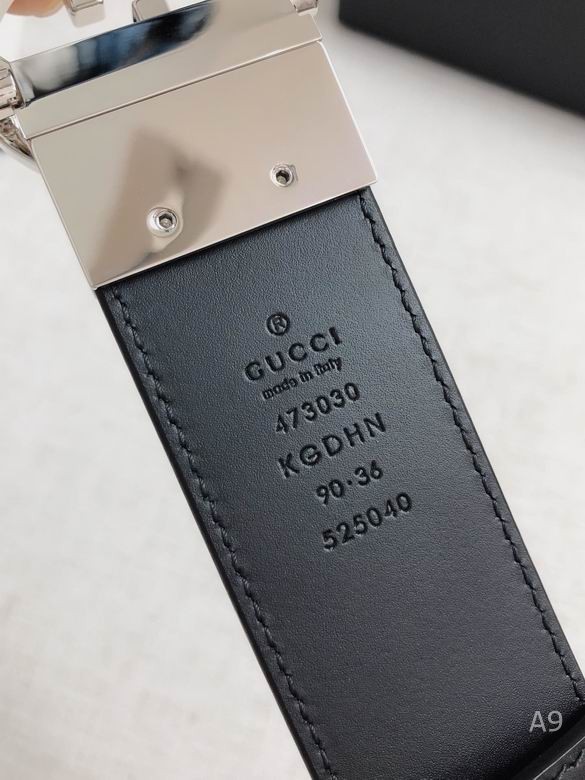 ®
GUCCI
made in italy
473030
KGDHN
90·36
525040
A9